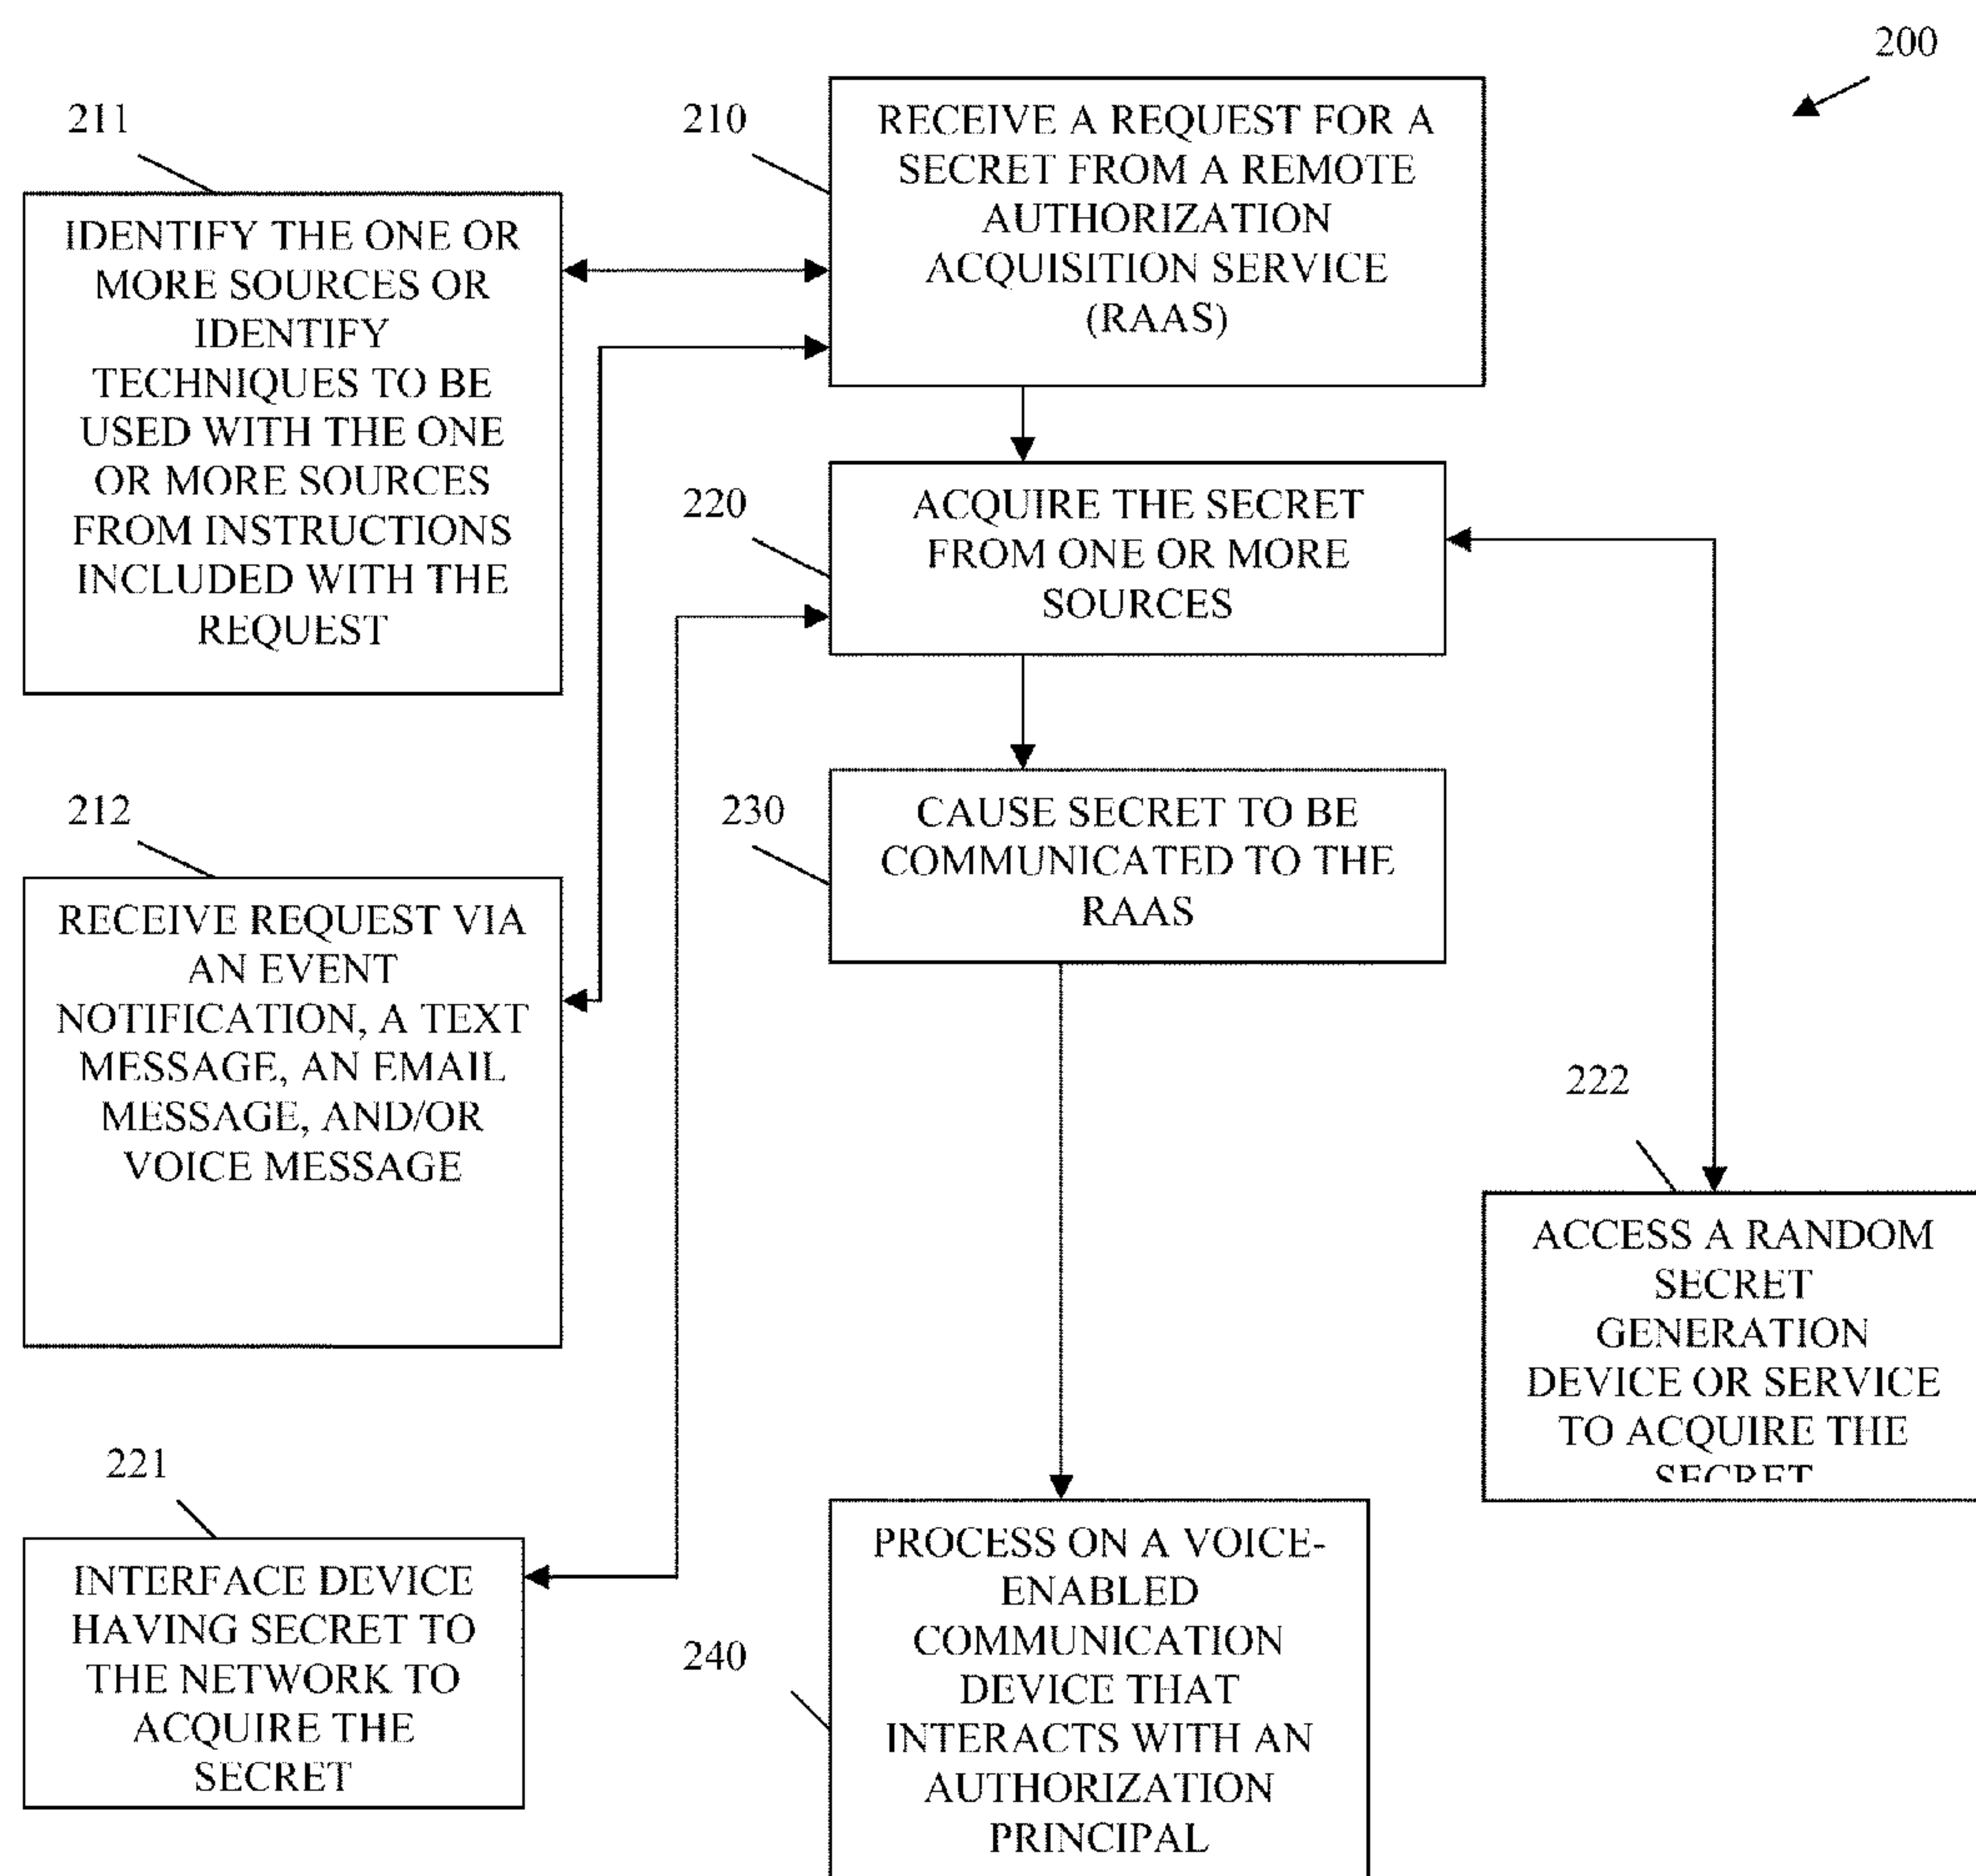 200
210
RECEIVE A REQUEST FOR A
SECRET FROM A REMOTE
AUTHORIZATION
ACQUISITION SERVICE
(RAAS)
211
IDENTIFY THE ONE OR
MORE SOURCES OR
IDENTIFY
TECHNIQUES TO BE
USED WITH THE ONE
OR MORE SOURCES
FROM INSTRUCTIONS
INCLUDED WITH THE
REQUEST
220
ACQUIRE THE SECRET
FROM ONE OR MORE
SOURCES
212
RECEIVE REQUEST VIA
AN EVENT
NOTIFICATION, A TEXT
MESSAGE, AN EMAIL
MESSAGE, AND/OR
VOICE MESSAGE
230
CAUSE SECRET TO BE
COMMUNICATED TO THE
RAAS
222
ACCESS A RANDOM
SECRET
GENERATION
DEVICE OR SERVICE
TO ACQUIRE THE
SECRET
221
INTERFACE DEVICE
HAVING SECRET TO
THE NETWORK TO
ACQUIRE THE
SECRET
240
PROCESS ON A VOICE-
ENABLED
COMMUNICATION
DEVICE THAT
INTERACTS WITH AN
AUTHORIZATION
PRINCIPAL